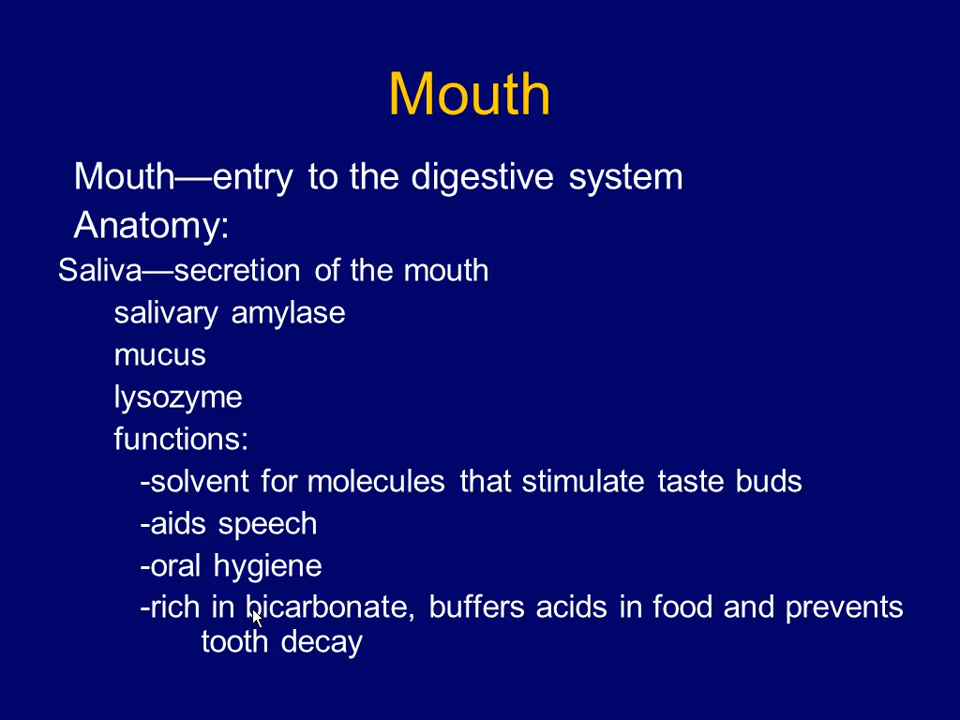 Mouth
Mouth—entry to the digestive system
Anatomy:
Saliva—secretion of the mouth
salivary amylase
mucus
lysozyme
functions:
-solvent for molecules that stimulate taste buds
-aids speech
-oral hygiene
-rich in bicarbonate, buffers acids in food and prevents
tooth decay